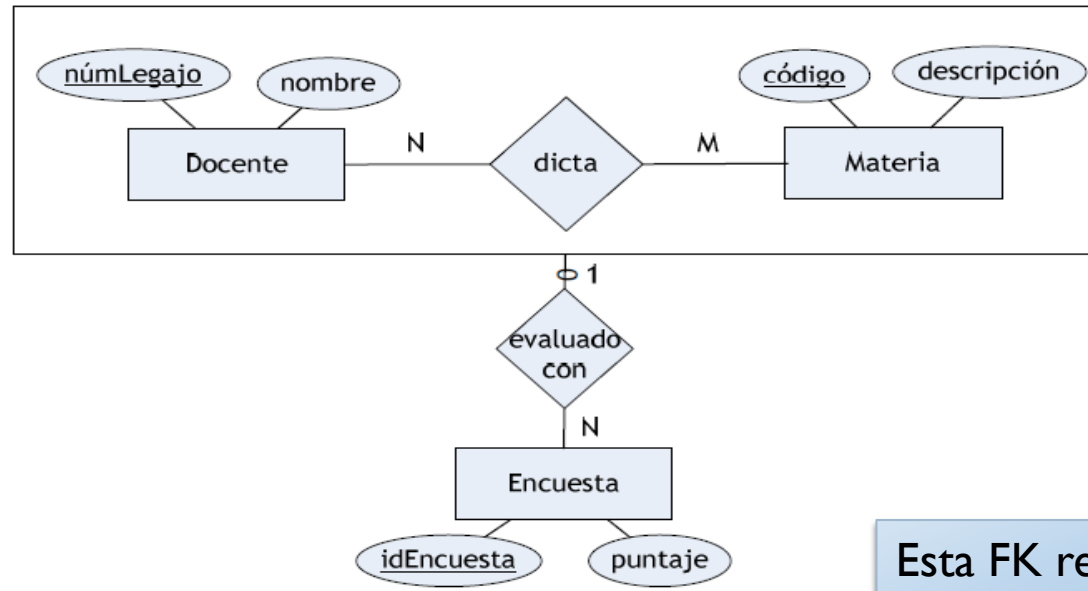 númLegajo
nombre
código
descripción
Docente
N
dicta
M
Materia
1
evaluado
con
N
Encuesta
idEncuesta
puntaje
Esta FK re